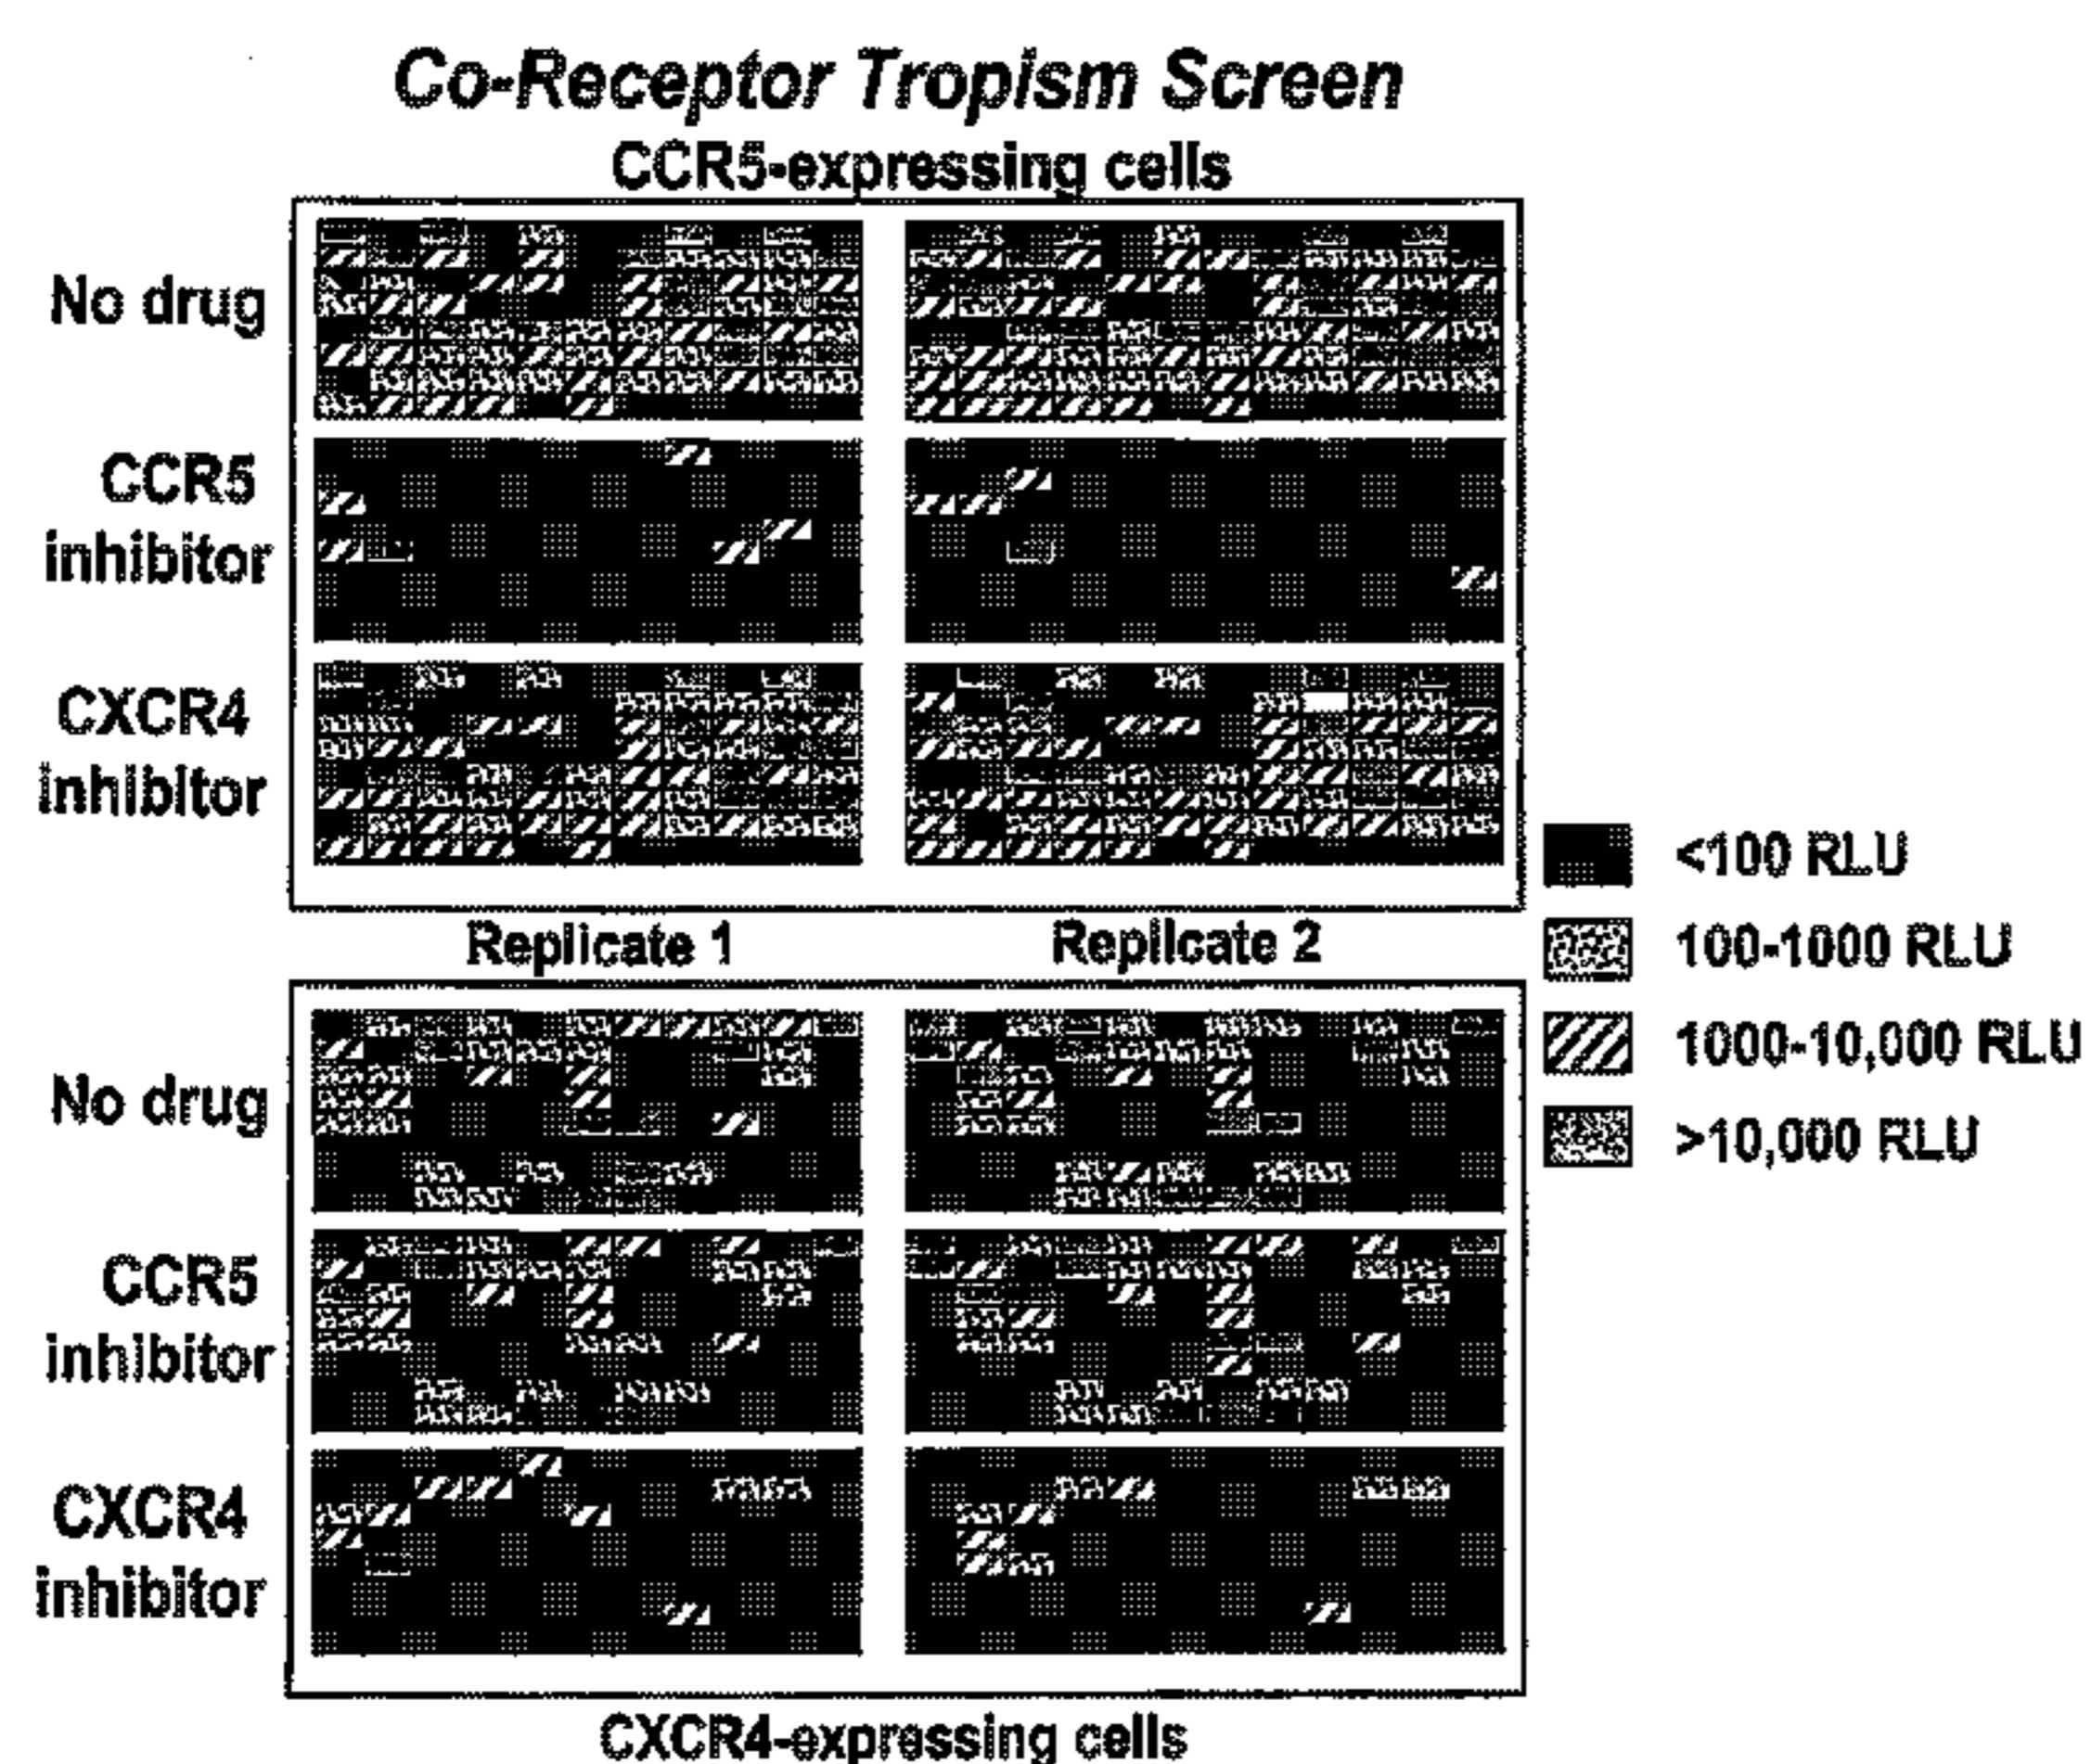 Co-Receptor Tropism Screen
CCR5-expressing cells
No drug
CCR5
inhibitor
CXCR4
inhibitor
Replicate 1
Replicate 2
<100 RLU
100-1000 RLU
1000-10,000 RLU
>10,000 RLU
No drug
CCR5
inhibitor
CXCR4
inhibitor
CXCR4-expressing cells